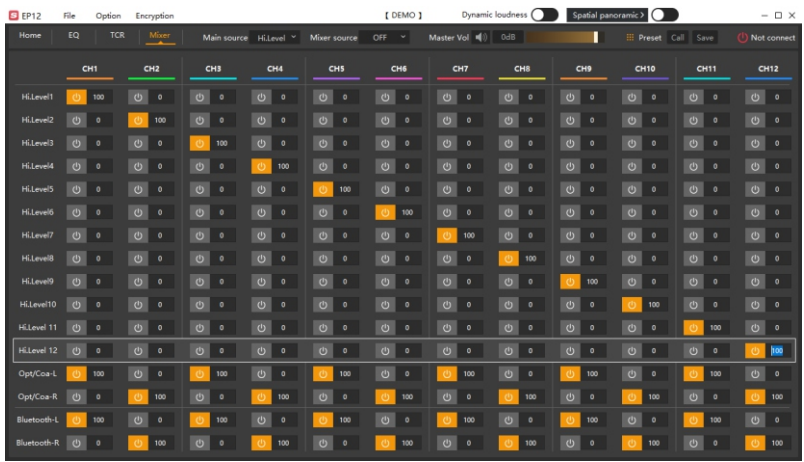 EP12 File Option Encryption 【 DEMO 】 Dynamic loudness Spatial panoramic >
Home EQ TCR Mixer Main source Hi.Level Mixer source OFF Master Vol 0dB Preset Call Save Not connect
CH1 CH2 CH3 CH4 CH5 CH6 CH7 CH8 CH9 CH10 CH11 CH12
Hi.Level1 100 0 0 0 0 0 0 0 0 0 0 0
Hi.Level2 0 100 0 0 0 0 0 0 0 0 0 0
Hi.Level3 0 0 100 0 0 0 0 0 0 0 0 0
Hi.Level4 0 0 0 100 0 0 0 0 0 0 0 0
Hi.Level5 0 0 0 0 100 0 0 0 0 0 0 0
Hi.Level6 0 0 0 0 0 100 0 0 0 0 0 0
Hi.Level7 0 0 0 0 0 0 100 0 0 0 0 0
Hi.Level8 0 0 0 0 0 0 0 100 0 0 0 0
Hi.Level9 0 0 0 0 0 0 0 0 100 0 0 0
Hi.Level10 0 0 0 0 0 0 0 0 0 100 0 0
Hi.Level 11 0 0 0 0 0 0 0 0 0 0 100 0
Hi.Level 12 0 0 0 0 0 0 0 0 0 0 0 100
Opt/Coa-L 100 0 100 0 100 0 100 0 100 0 100 0
Opt/Coa-R 0 100 0 100 0 100 0 100 0 100 0 100
Bluetooth-L 100 0 100 0 100 0 100 0 100 0 100 0
Bluetooth-R 0 100 0 100 0 100 0 100 0 100 0 100